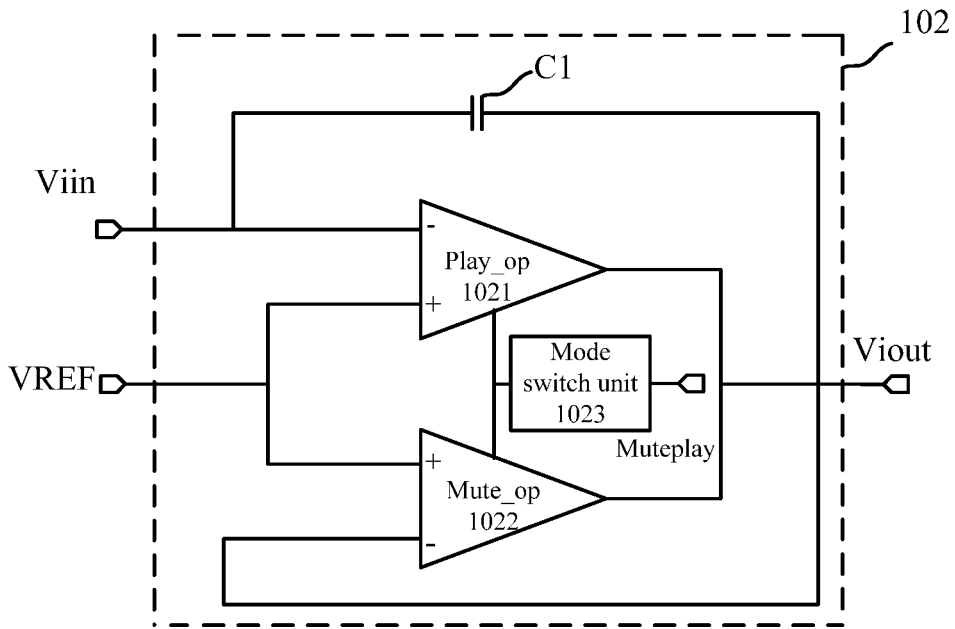 102
C1
Viin
-
Play_op
1021
+
VREF
Mode
switch unit
1023
Viout
Muteplay
+
Mute_op
1022
-